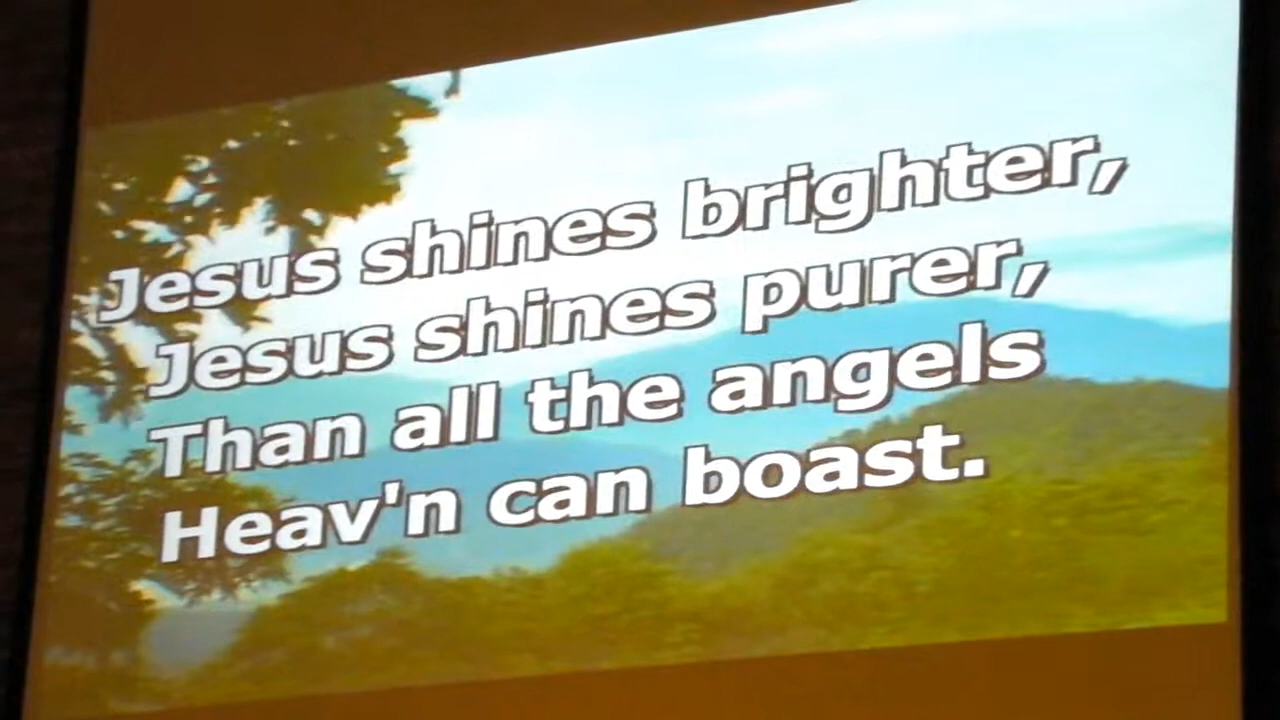 Jesus shines brighter,
Jesus shines purer,
Than all the angels
Heav'n can boast.